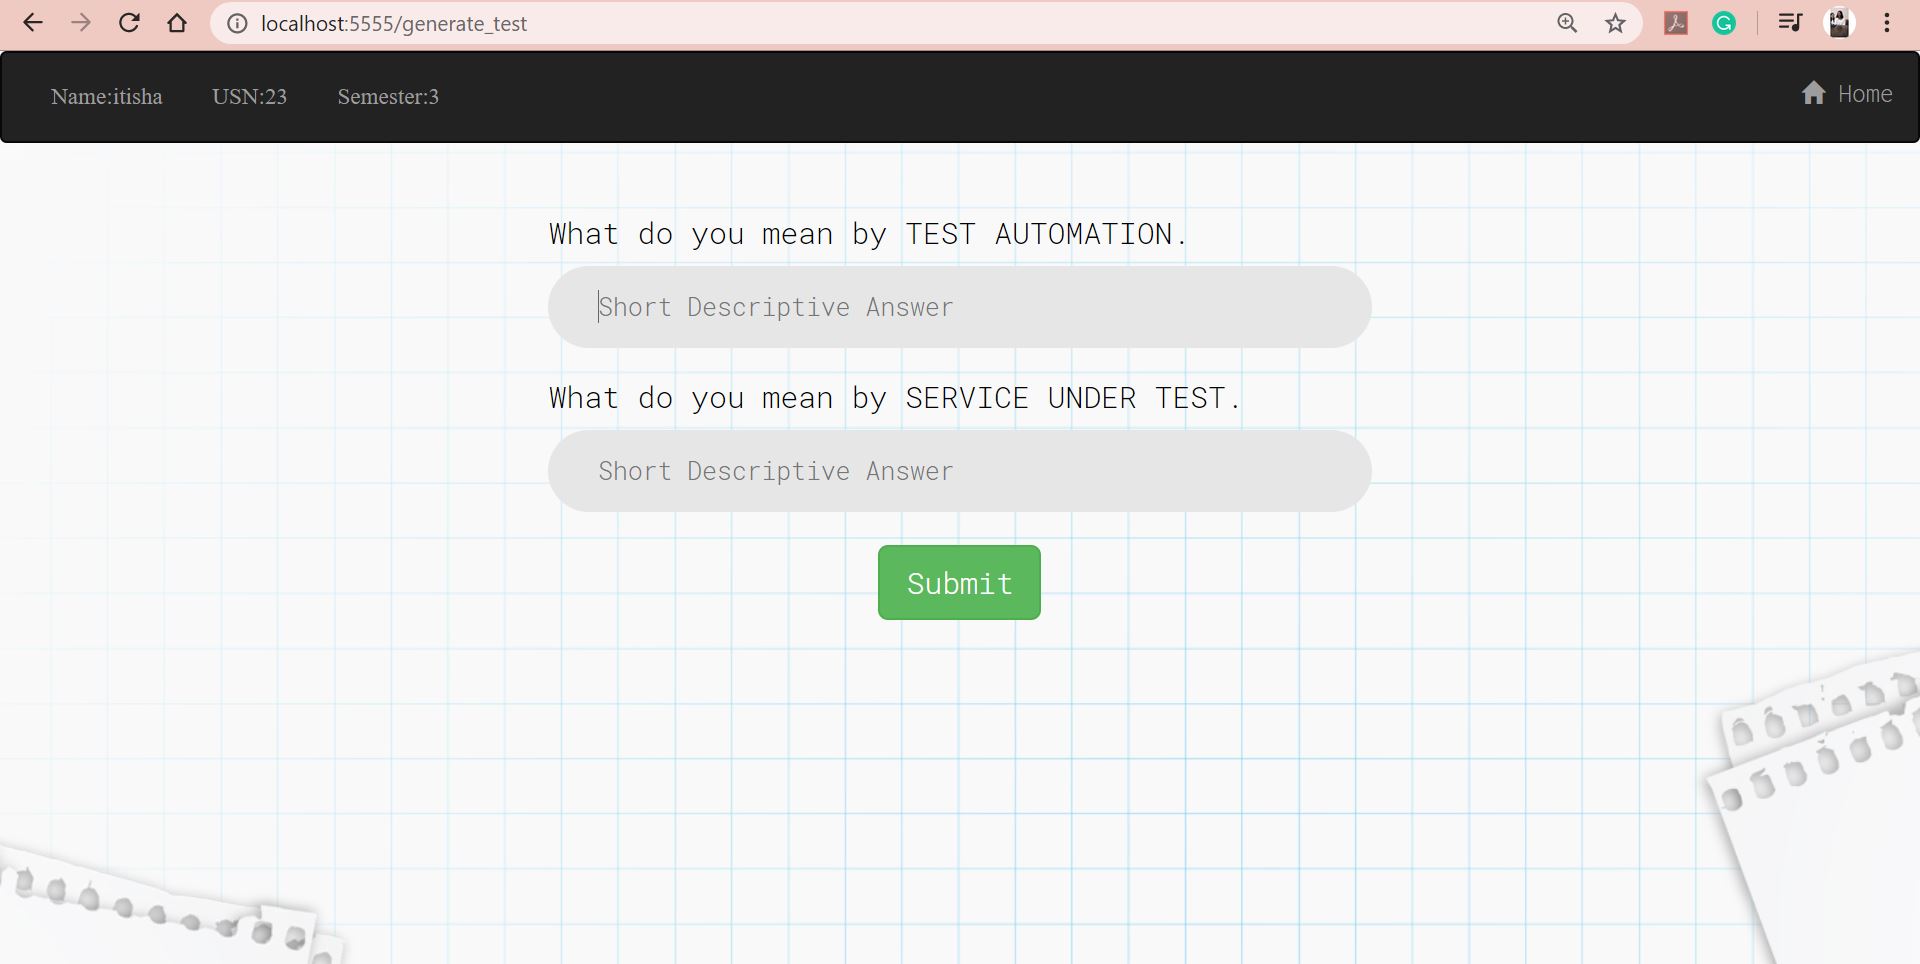 localhost:5555/generate_test
Name:itisha USN:23 Semester:3 Home
What do you mean by TEST AUTOMATION.
Short Descriptive Answer
What do you mean by SERVICE UNDER TEST.
Short Descriptive Answer
Submit